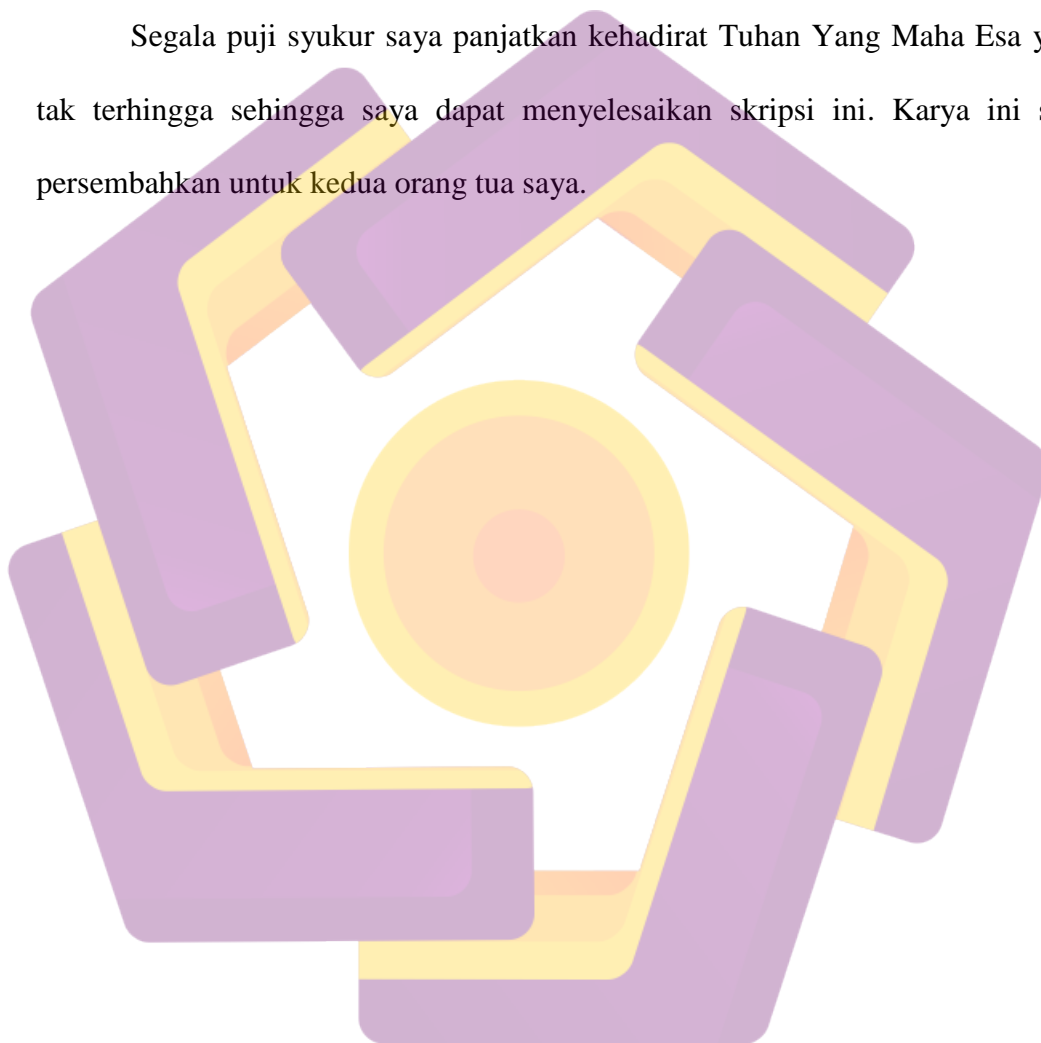 Segala puji syukur saya panjatkan kehadirat Tuhan Yang Maha Esa
tak terhingga sehingga saya dapat menyelesaikan skripsi ini. Karya ini
persembahkan untuk kedua orang tua saya.